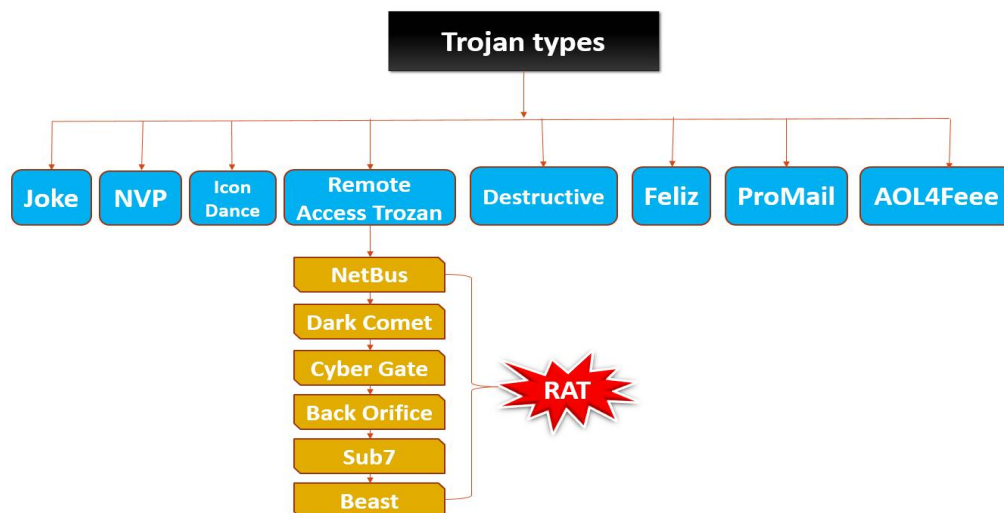 Trojan types
Joke
NVP
Icon
Dance
Remote
Access Trozan
Destructive
Feliz
ProMail
AOL4Feee
NetBus
Dark Comet
Cyber Gate
Back Orifice
Sub7
Beast
RAT